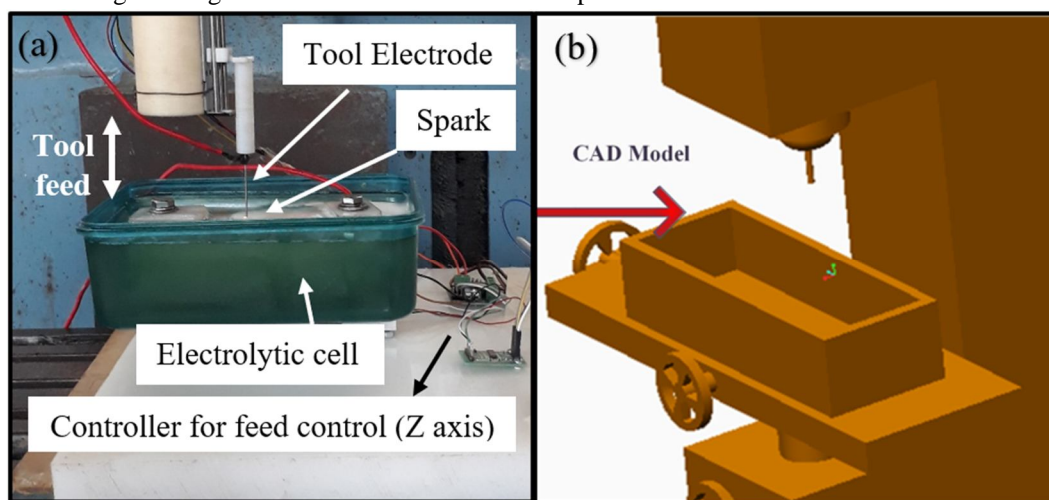 (a)
Tool Electrode
Spark
Tool
feed
Electrolytic cell
Controller for feed control (Z axis)
(b)
CAD Model